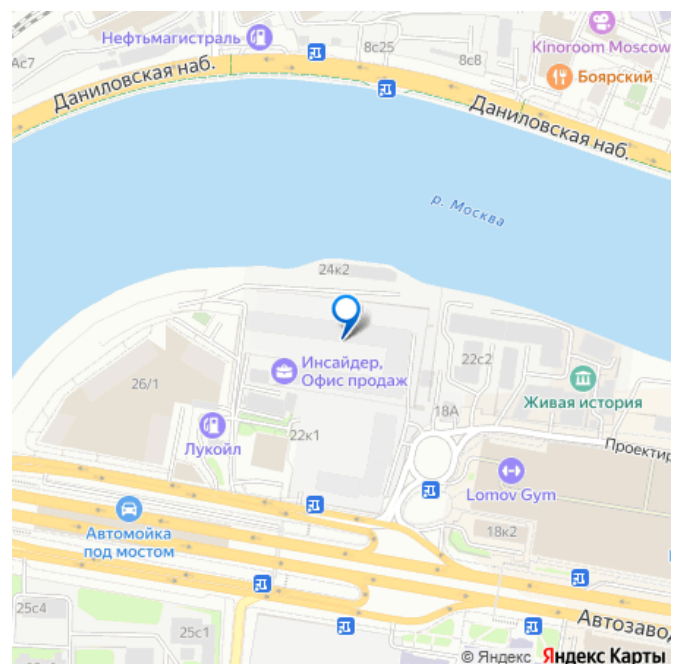 Нефтьмагистраль
8с25
8с8
Kinoroom Moscow
Ас7
Боярский
Даниловская наб.
Даниловская наб.
р. Москва
24к2
22с2
Инсайдер,
Офис продаж
26/1
Живая история
18А
22к1
Лукойл
Проектир
Lomov Gym
18к2
Автомойка
под мостом
25с4
25с1
Автозавод
© Яндекс Яндекс Карты